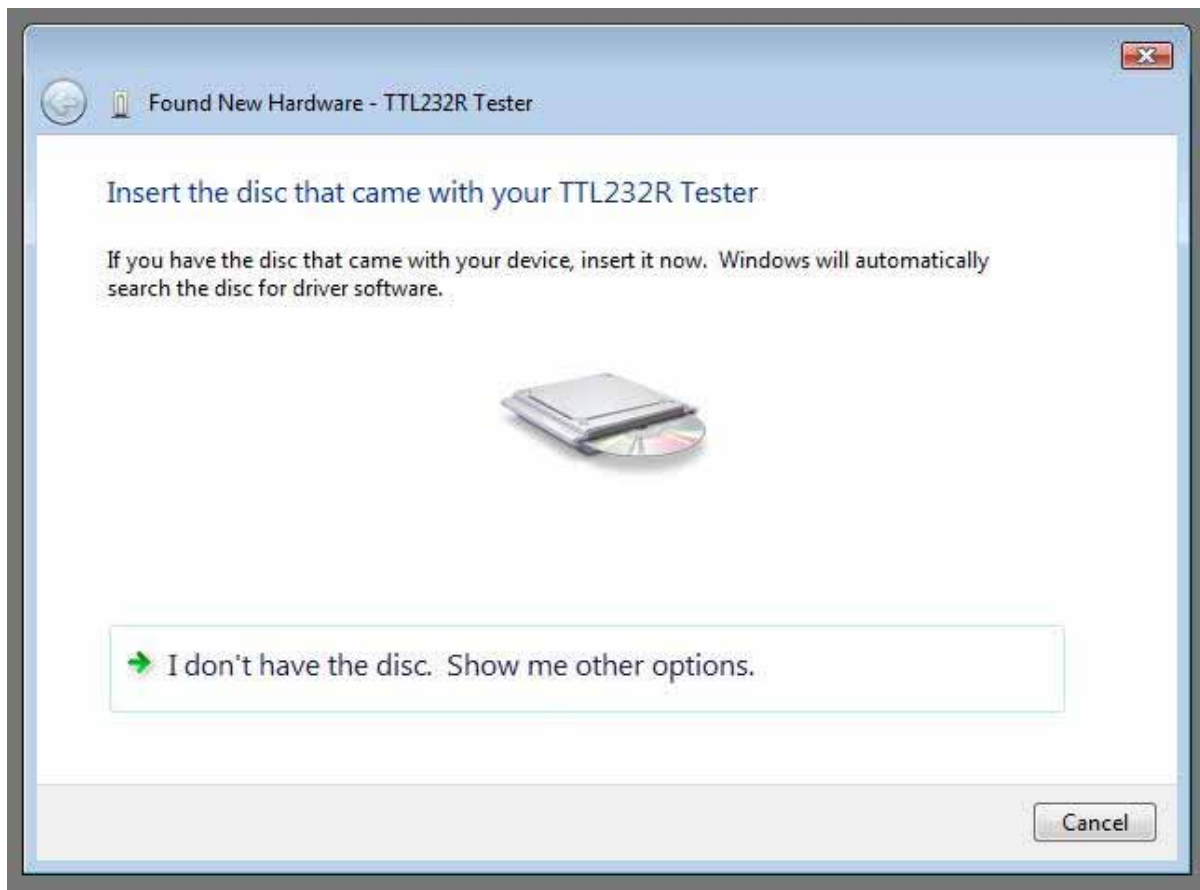 Found New Hardware - TTL232R Tester
Insert the disc that came with your TTL232R Tester
If you have the disc that came with your device, insert it now.  Windows will automatically
search the disc for driver software.
I don't have the disc.  Show me other options.
Cancel